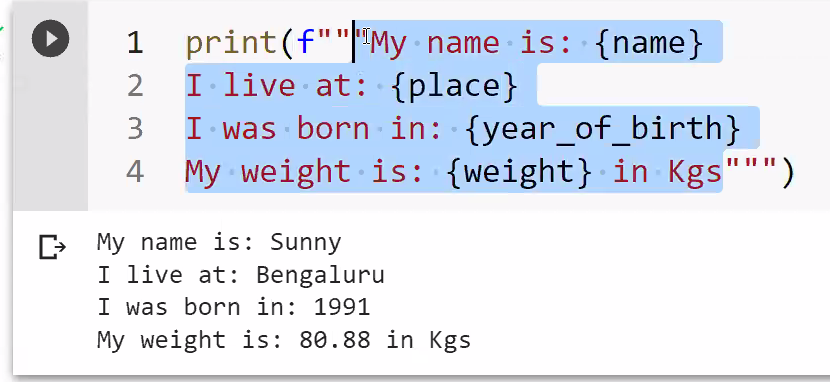 1 print(f"""My name is: {name}
2 I live at: {place}
3 I was born in: {year_of_birth}
4 My weight is: {weight} in Kgs""")
My name is: Sunny
I live at: Bengaluru
I was born in: 1991
My weight is: 80.88 in Kgs